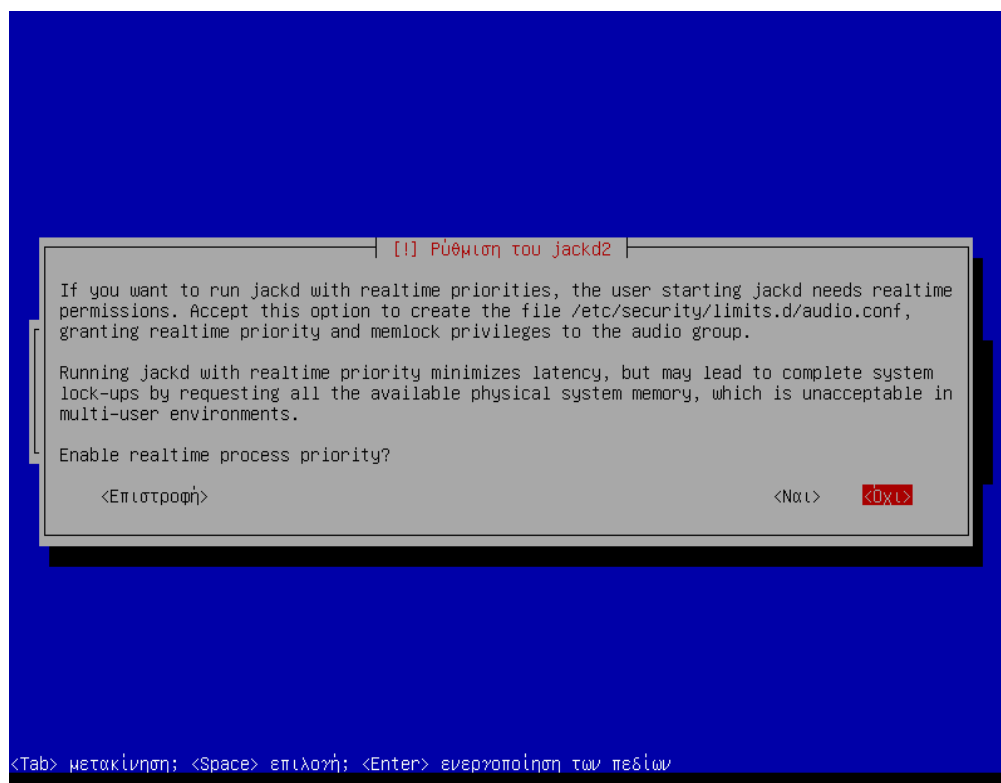 [!] Ρύθμιση του jackd2
If you want to run jackd with realtime priorities, the user starting jackd needs realtime
permissions. Accept this option to create the file /etc/security/limits.d/audio.conf,
granting realtime priority and memlock privileges to the audio group.
Running jackd with realtime priority minimizes latency, but may lead to complete system
lock-ups by requesting all the available physical system memory, which is unacceptable in
multi-user environments.
Enable realtime process priority?
<Επιστροφή> <Ναι> <Όχι>
<Tab> μετακίνηση; <Space> επιλογή; <Enter> ενεργοποίηση των πεδίων